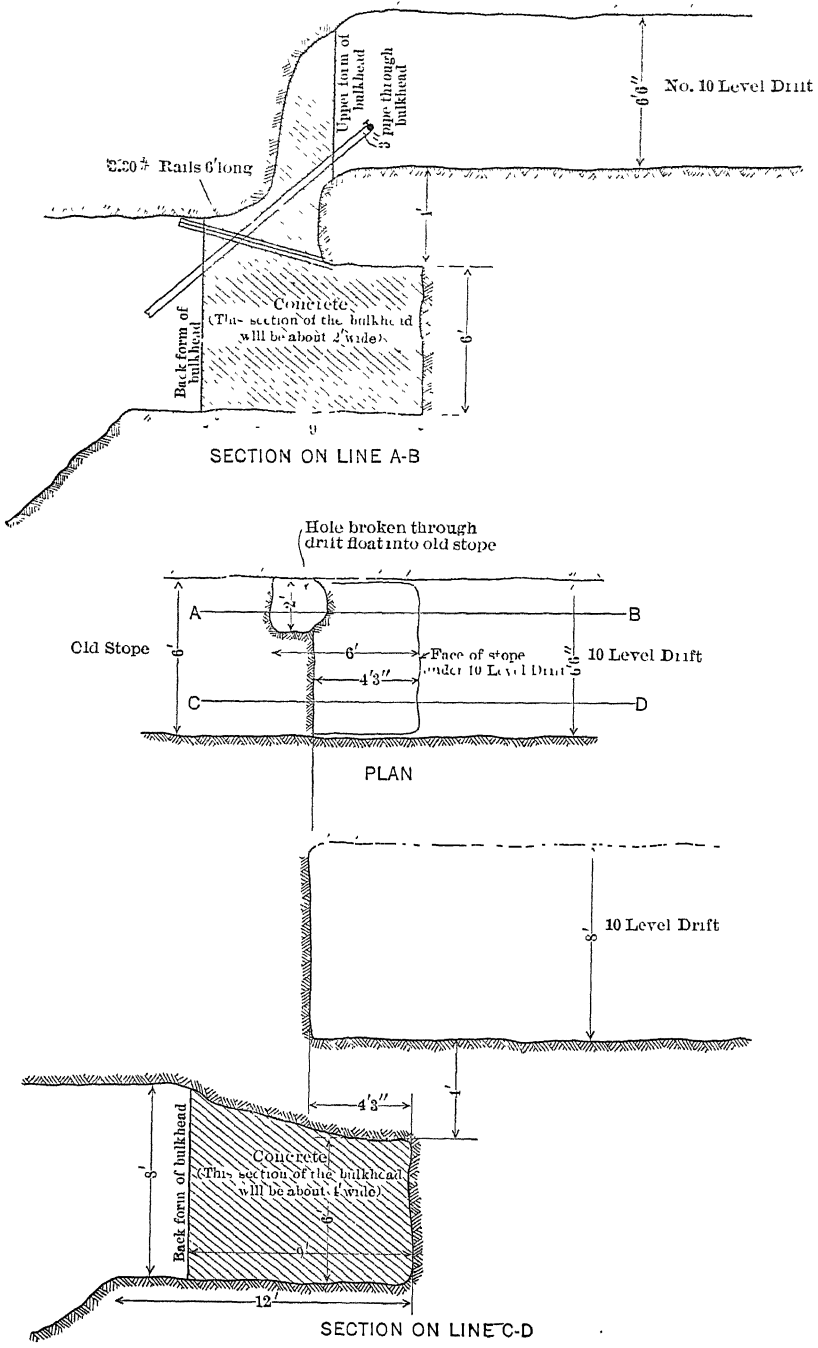 Upper form of
bulkhead
3" pipe through
bulkhead
6'6"
No. 10 Level Drift
Rails 6'long
Back form of
bulkhead
Concrete
(This section of the bulkhead
will be about 2' wide)
6'
9
SECTION ON LINE A-B
Hole broken through
drift float into old stope
A
B
2'
Old Stope
6'
6'
4'3"
Face of stope
under 10 Level Drift
6'6"
10 Level Drift
C
D
PLAN
8'
10 Level Drift
4'3"
8'
Back form of bulkhead
Concrete
(This section of the bulkhead
will be about 4' wide)
6'
9'
12'
SECTION ON LINE C-D